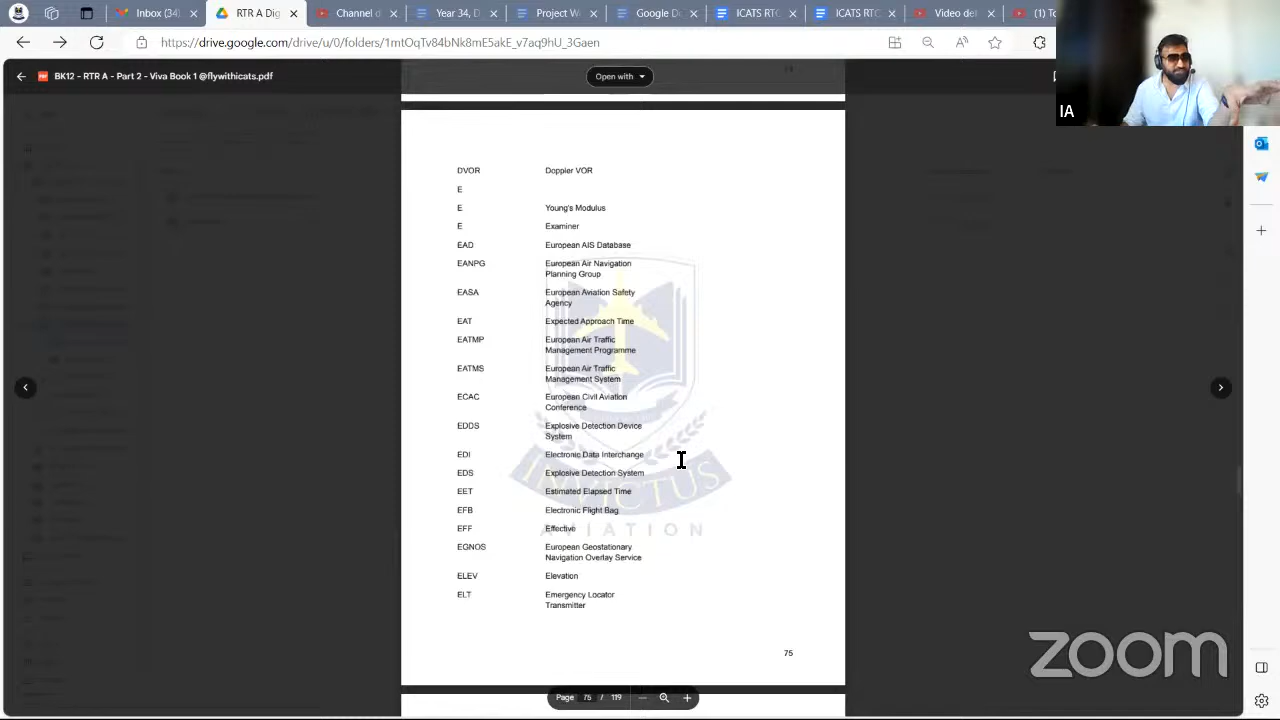 RTR A Dig
Channel c
Year 34, D
Project D
Google Dr
ICATS RTC
ICATS RTC
Video det
(1) 
https://drive.google.com/drive/u/0/folders/1mtOqTv84bNk8mE5akE_v7aq9hU_3Gaen
BK12 - RTR A - Part 2 - Viva Book 1 @flywithicats.pdf
Open with
IA
DVOR Doppler VOR
E
E Young's Modulus
E Examiner
EAD European AIS Database
EANPG European Air Navigation
Planning Group
EASA European Aviation Safety
Agency
EAT Expected Approach Time
EATMP European Air Traffic
Management Programme
EATMS European Air Traffic
Management System
ECAC European Civil Aviation
Conference
EDDS Explosive Detection Device
System
EDI Electronic Data Interchange
EDS Explosive Detection System
EET Estimated Elapsed Time
EFB Electronic Flight Bag
EFF Effective
EGNOS European Geostationary
Navigation Overlay Service
ELEV Elevation
ELT Emergency Locator
Transmitter
INVICTUS
AVIATION
75
Page 75 / 119
zoom